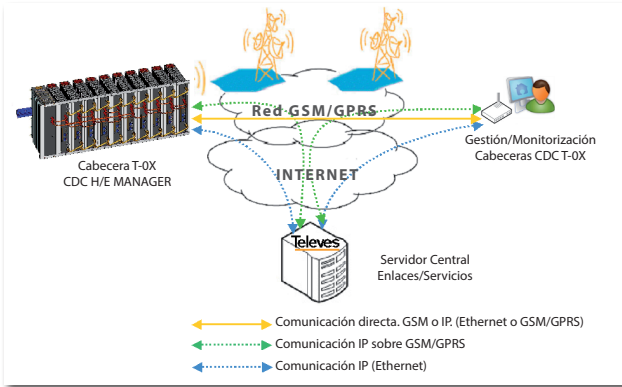 Red GSM/GPRS
Cabecera T-0X
CDC H/E MANAGER
Gestión/Monitorización
Cabeceras CDC T-0X
INTERNET
Televes
Servidor Central
Enlaces/Servicios
Comunicación directa. GSM o IP. (Ethernet o GSM/GPRS)
Comunicación IP sobre GSM/GPRS
Comunicación IP (Ethernet)